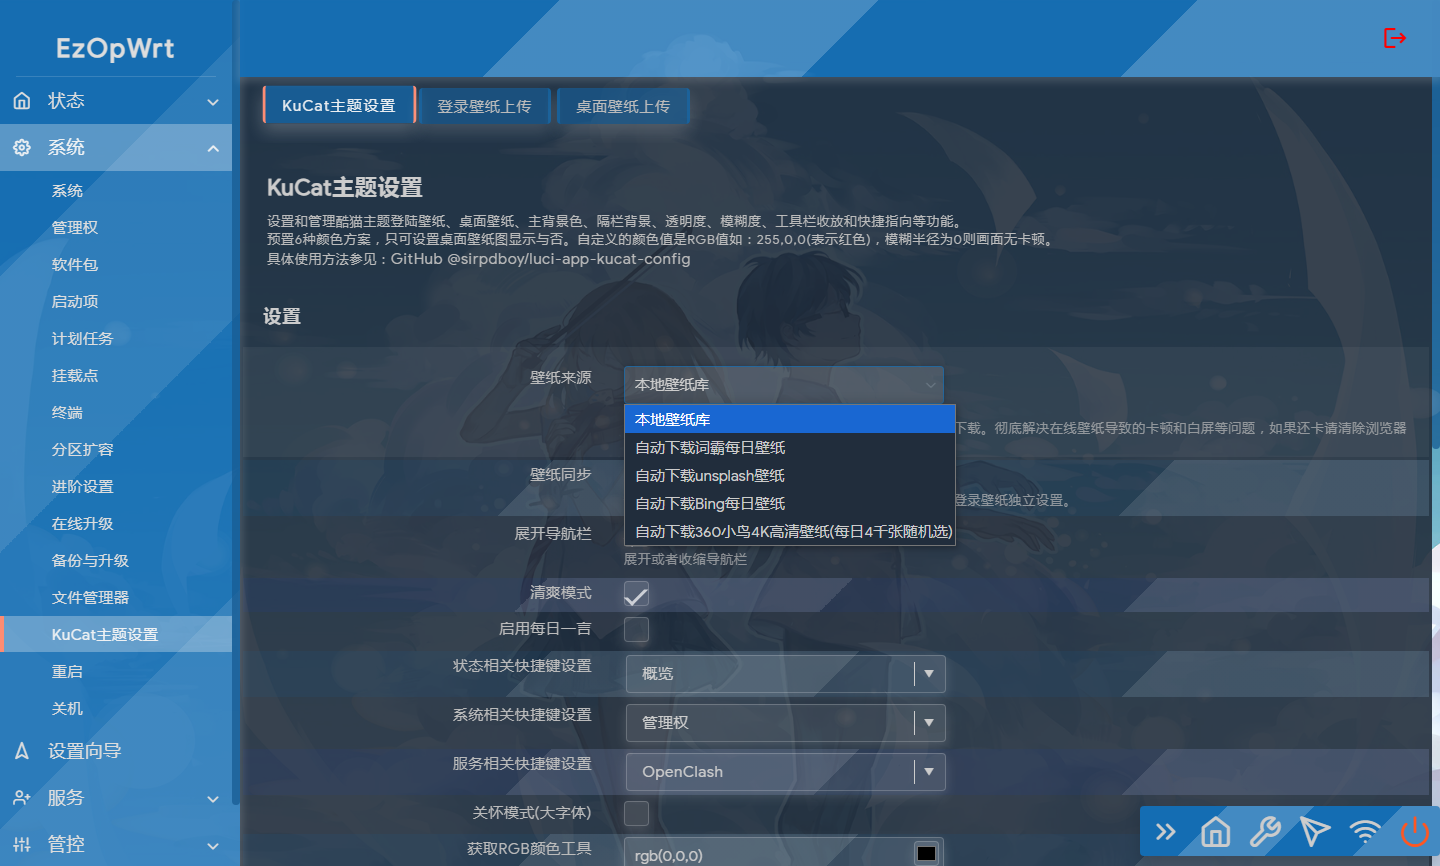 EzOpWrt
状态
系统
系统
管理权
软件包
启动项
计划任务
挂载点
终端
分区扩容
进阶设置
在线升级
备份与升级
文件管理器
KuCat主题设置
重启
关机
设置向导
服务
管控
KuCat主题设置
登录壁纸上传
桌面壁纸上传
KuCat主题设置
设置和管理酷猫主题登陆壁纸、桌面壁纸、主背景色、隔栏背景、透明度、模糊度、工具栏收放和快捷指向等功能。
预置6种颜色方案，只可设置桌面壁纸图显示与否。自定义的颜色值是RGB值如：255,0,0(表示红色)，模糊半径为0则画面无卡顿。
具体使用方法参见：GitHub @sirpdboy/luci-app-kucat-config
设置
壁纸来源
本地壁纸库
本地壁纸库
自动下载词霸每日壁纸
自动下载unsplash壁纸
自动下载Bing每日壁纸
自动下载360小鸟4K高清壁纸(每日4千张随机选)
下载。彻底解决在线壁纸导致的卡顿和白屏等问题，如果还卡请清除浏览器
壁纸同步
登录壁纸独立设置。
展开导航栏
展开或者收缩导航栏
清爽模式
启用每日一言
状态相关快捷键设置
概览
系统相关快捷键设置
管理权
服务相关快捷键设置
OpenClash
关怀模式(大字体)
获取RGB颜色工具
rgb(0,0,0)